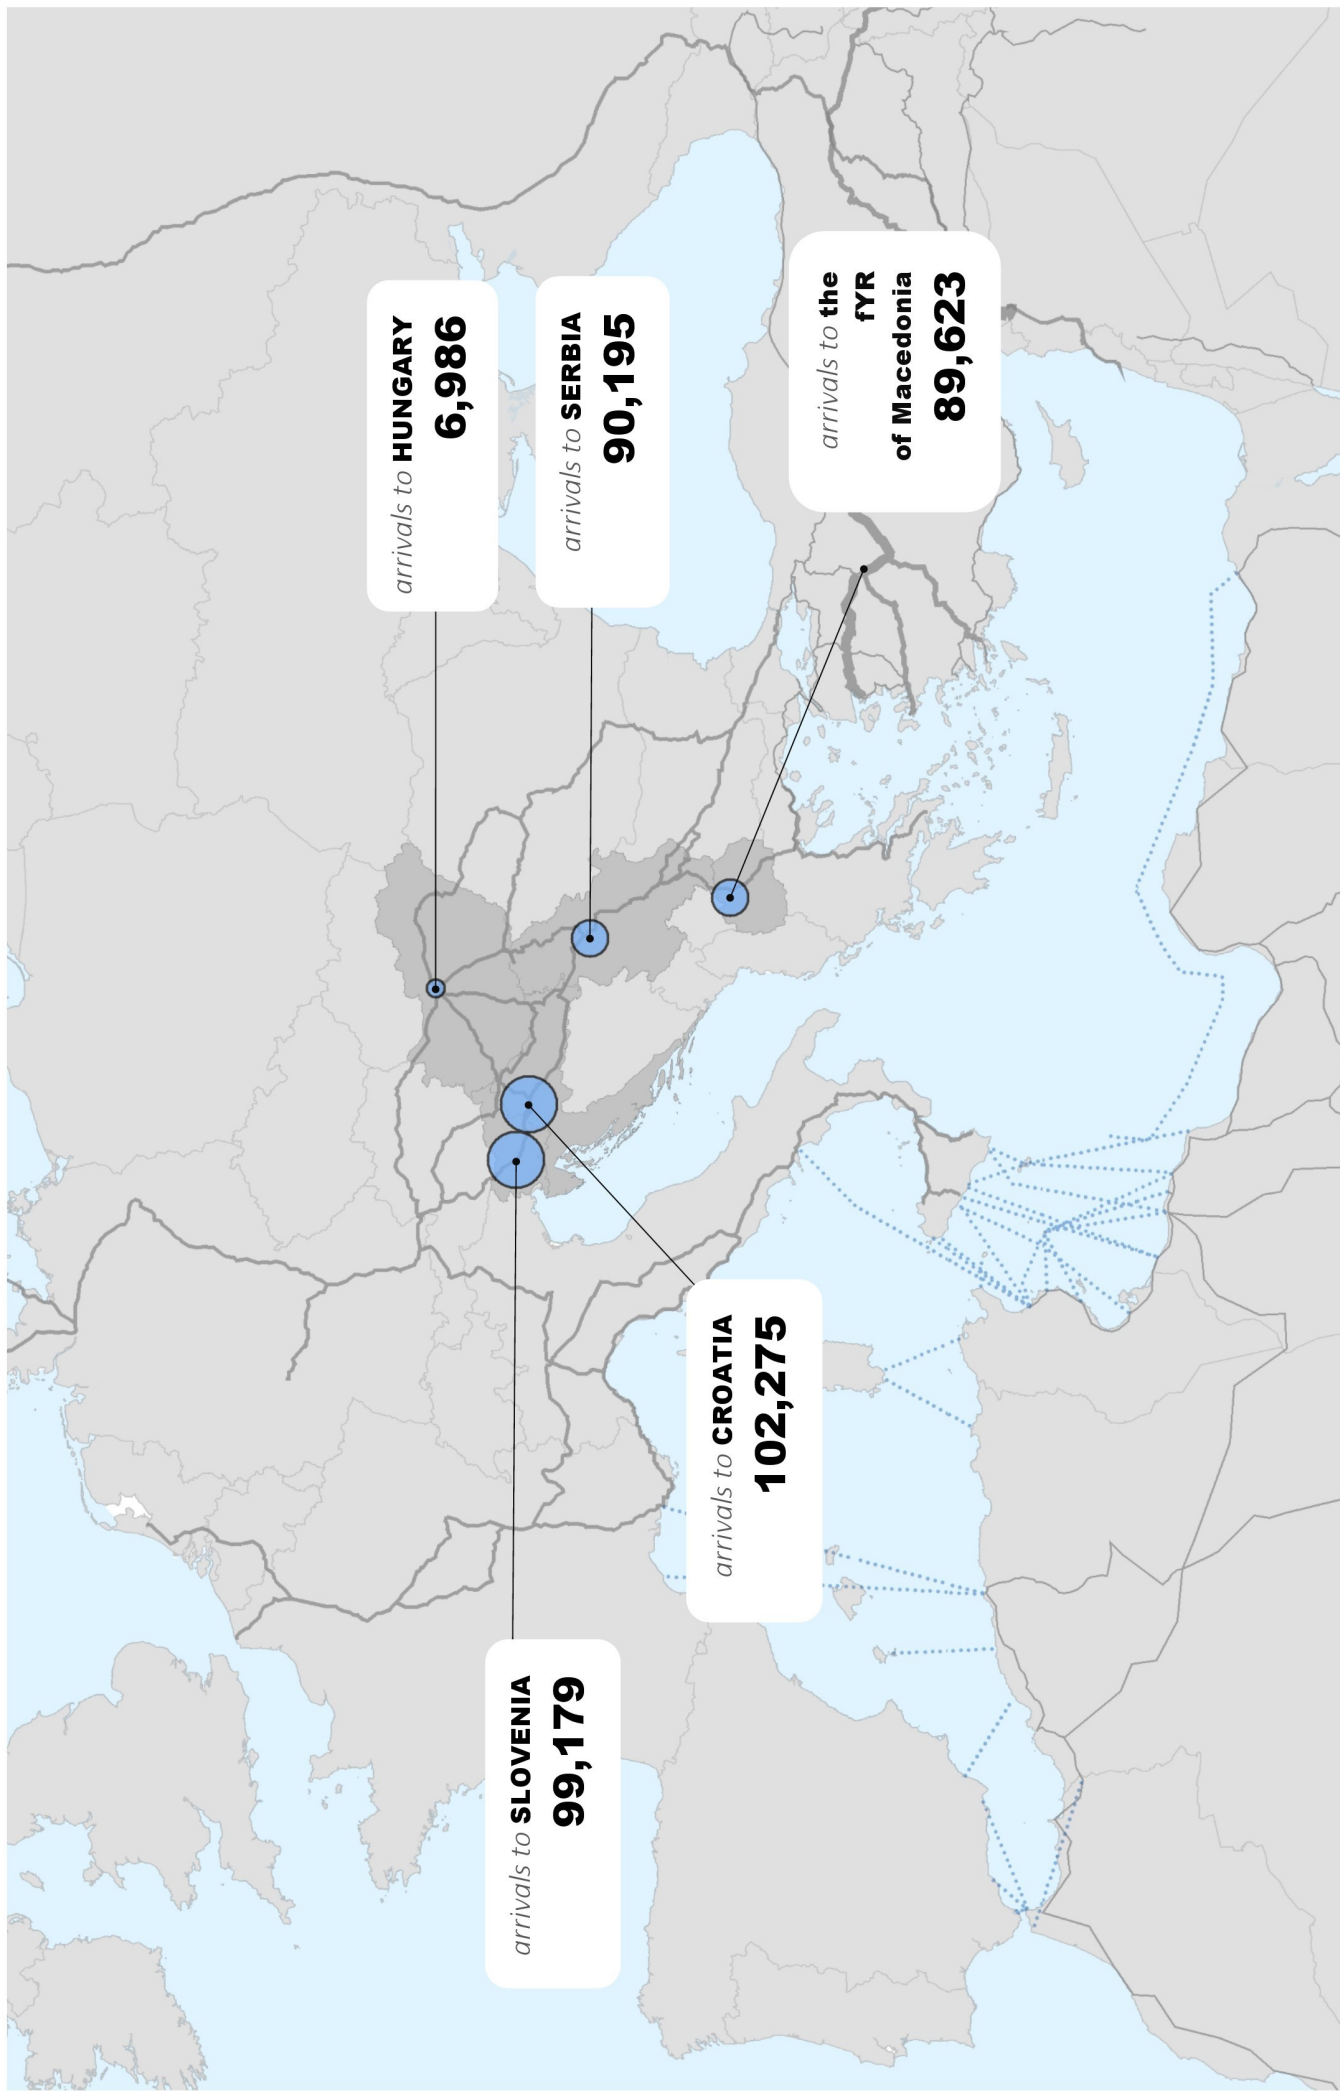 arrivals to HUNGARY
6,986
arrivals to SERBIA
90,195
arrivals to the
fYR
of Macedonia
89,623
arrivals to SLOVENIA
99,179
arrivals to CROATIA
102,275